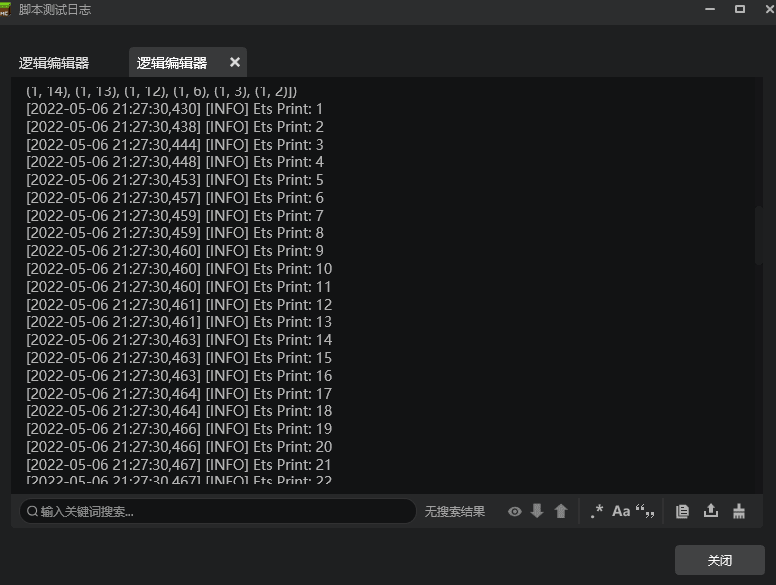 脚本测试日志
逻辑编辑器
逻辑编辑器
(1, 14), (1, 13), (1, 12), (1, 6), (1, 3), (1, 2)])
[2022-05-06 21:27:30,430] [INFO] Ets Print: 1
[2022-05-06 21:27:30,438] [INFO] Ets Print: 2
[2022-05-06 21:27:30,444] [INFO] Ets Print: 3
[2022-05-06 21:27:30,448] [INFO] Ets Print: 4
[2022-05-06 21:27:30,453] [INFO] Ets Print: 5
[2022-05-06 21:27:30,457] [INFO] Ets Print: 6
[2022-05-06 21:27:30,459] [INFO] Ets Print: 7
[2022-05-06 21:27:30,459] [INFO] Ets Print: 8
[2022-05-06 21:27:30,460] [INFO] Ets Print: 9
[2022-05-06 21:27:30,460] [INFO] Ets Print: 10
[2022-05-06 21:27:30,460] [INFO] Ets Print: 11
[2022-05-06 21:27:30,461] [INFO] Ets Print: 12
[2022-05-06 21:27:30,461] [INFO] Ets Print: 13
[2022-05-06 21:27:30,463] [INFO] Ets Print: 14
[2022-05-06 21:27:30,463] [INFO] Ets Print: 15
[2022-05-06 21:27:30,463] [INFO] Ets Print: 16
[2022-05-06 21:27:30,464] [INFO] Ets Print: 17
[2022-05-06 21:27:30,464] [INFO] Ets Print: 18
[2022-05-06 21:27:30,466] [INFO] Ets Print: 19
[2022-05-06 21:27:30,466] [INFO] Ets Print: 20
[2022-05-06 21:27:30,467] [INFO] Ets Print: 21
[2022-05-06 21:27:30,467] [INFO] Ets Print: 22
输入关键词搜索... 无搜索结果 .* Aa “„
关闭